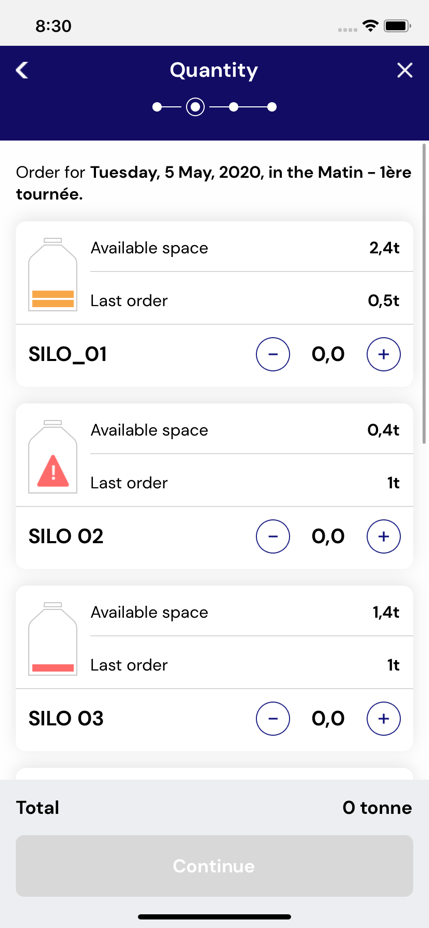 8:30
Quantity
Order for Tuesday, 5 May, 2020, in the Matin - 1ère
tournée.
Available space 2,4t
Last order 0,5t
SILO_01 − 0,0 +
Available space 0,4t
Last order 1t
SILO 02 − 0,0 +
Available space 1,4t
Last order 1t
SILO 03 − 0,0 +
Total 0 tonne
Continue